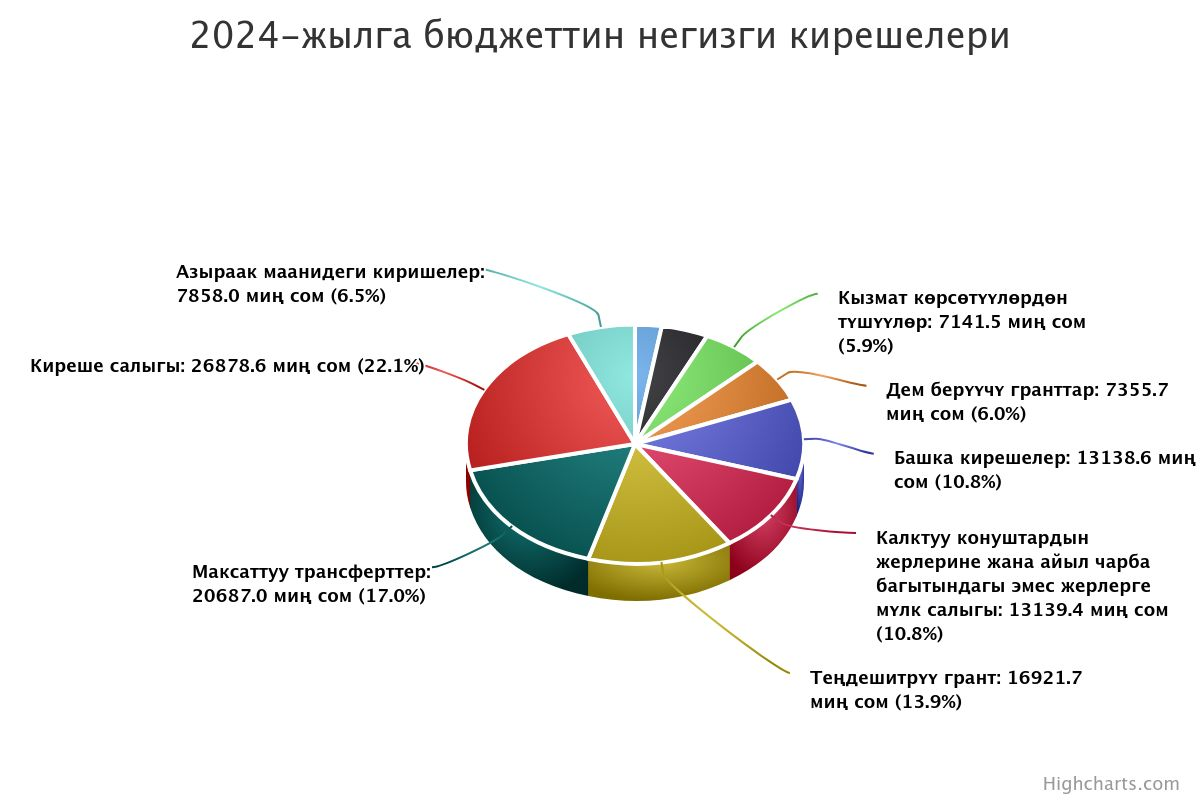 2024-жылга бюджеттин негизги кирешелери
Азыраак маанидеги киришелер:
7858.0 миң сом (6.5%)
Киреше салыгы: 26878.6 миң сом (22.1%)
Максаттуу трансферттер:
20687.0 миң сом (17.0%)
Кызмат көрсөтүүлөрдөн
түшүүлөр: 7141.5 миң сом
(5.9%)
Дем берүүчү гранттар: 7355.7
миң сом (6.0%)
Башка кирешелер: 13138.6 миң
сом (10.8%)
Калктуу конуштардын
жерлерине жана айыл чарба
багытындагы эмес жерлерге
мүлк салыгы: 13139.4 миң сом
(10.8%)
Теңдешитрүү грант: 16921.7
миң сом (13.9%)
Highcharts.com